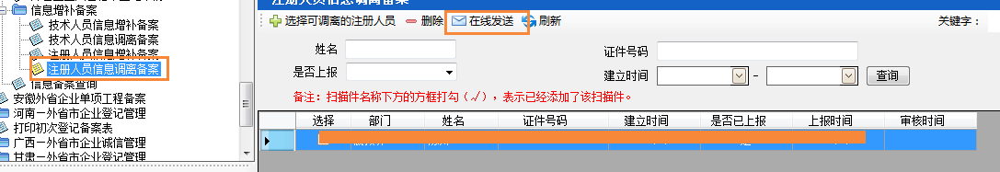 信息增补备案
技术人员信息增补备案
技术人员信息调离备案
注册人员信息增补备案
注册人员信息调离备案
信息备案查询
安徽外省企业单项工程备案
河南－外省市企业登记管理
打印初次登记备案表
广西－外省市企业诚信管理
甘肃－外省市企业登记管理
注册人员信息调离备案
选择可调离的注册人员 删除 在线发送 刷新 关键字：
姓名 证件号码
是否上报 建立时间 － 查询
备注：扫描件名称下方的方框打勾（√），表示已经添加了该扫描件。
选择 部门 姓名 证件号码 建立时间 是否已上报 上报时间 审核时间